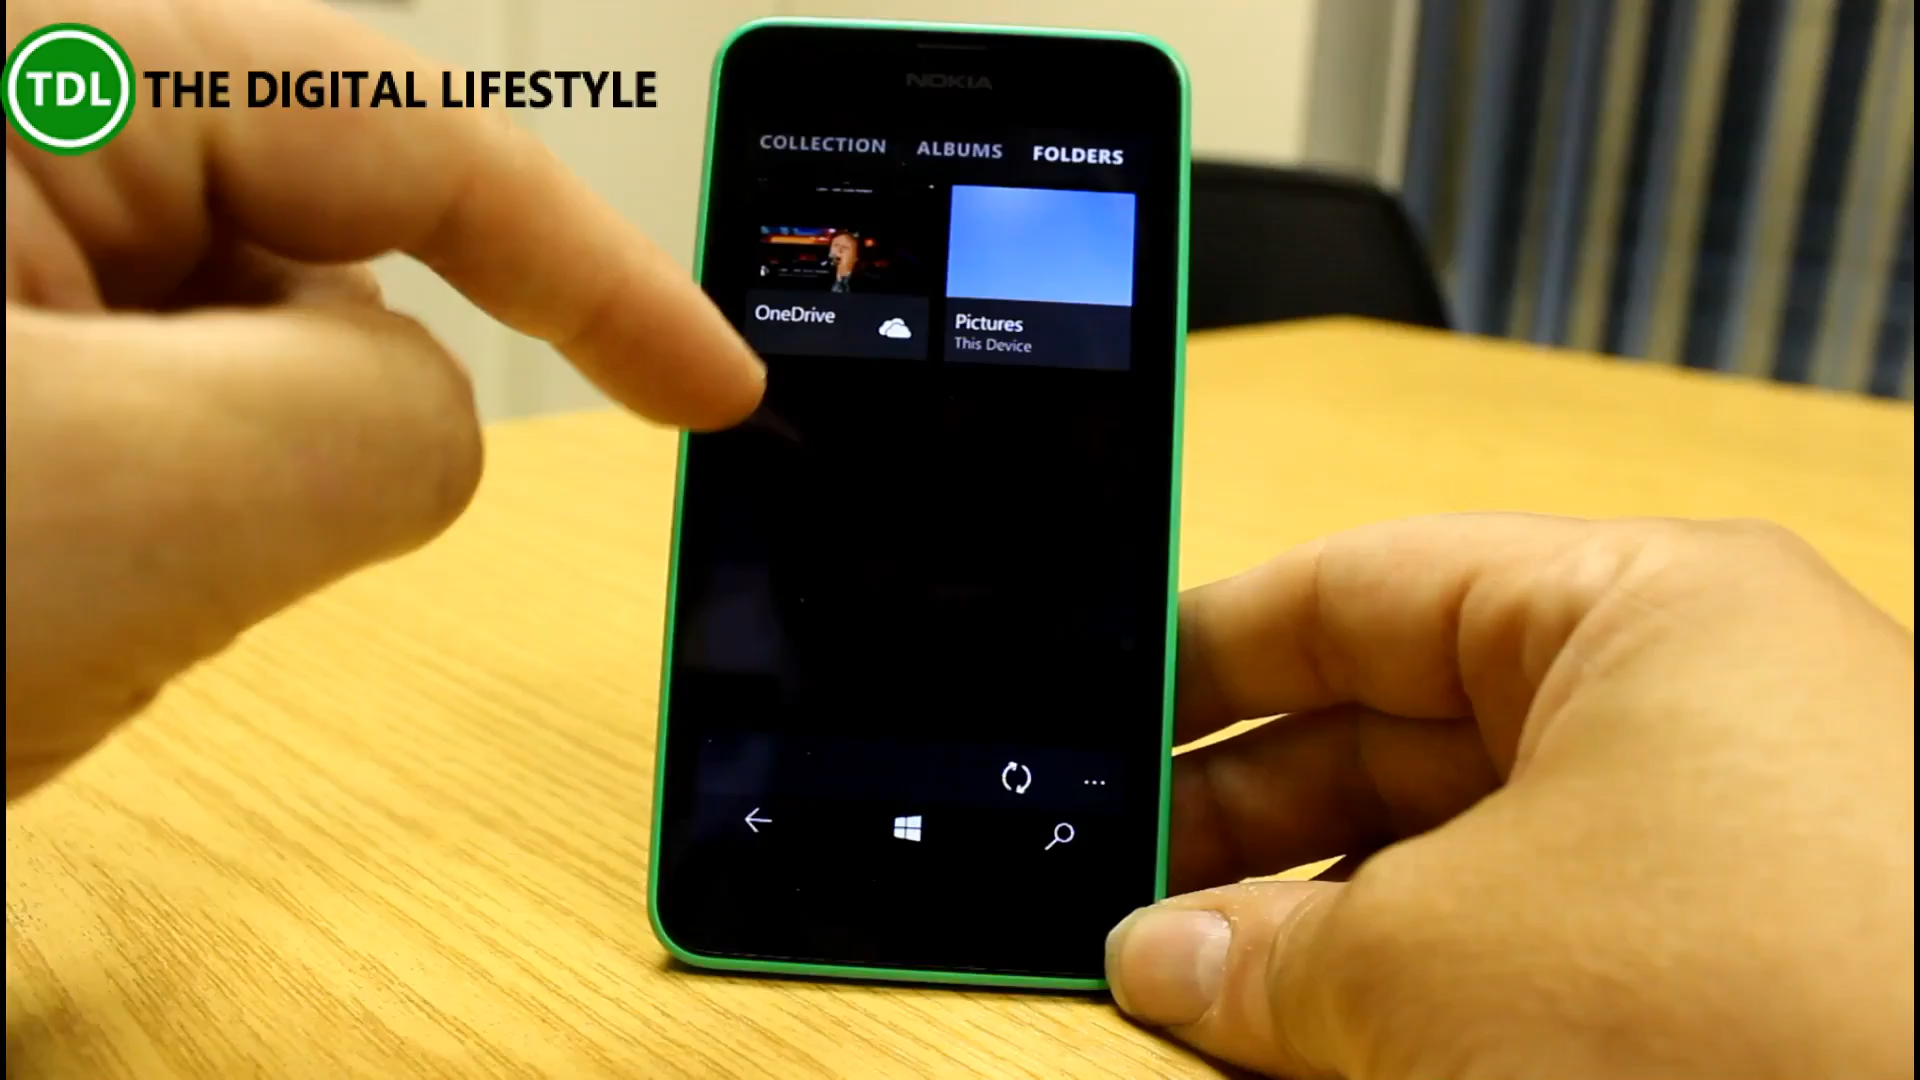 TDL THE DIGITAL LIFESTYLE
NOKIA
COLLECTION ALBUMS FOLDERS
OneDrive
Pictures
This Device